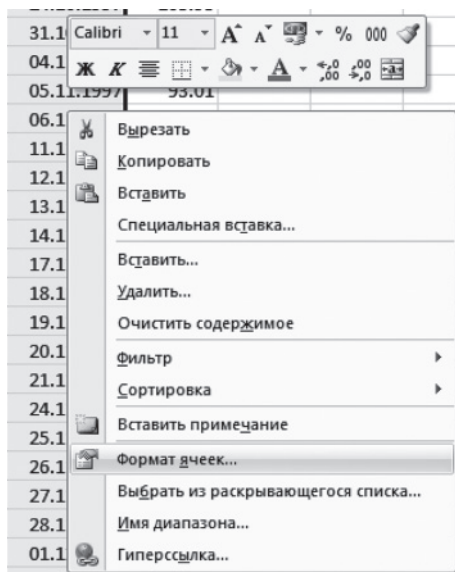 31.1 Calibri 11 A A % 000
04.1 Ж К А ,00 ,0
05.11.1997 93.01
06.1 Вырезать
11.1 Копировать
12.1 Вставить
13.1
14.1 Специальная вставка...
17.1 Вставить...
18.1 Удалить...
19.1 Очистить содержимое
20.1 Фильтр
21.1 Сортировка
24.1 Вставить примечание
25.1
26.1 Формат ячеек...
27.1 Выбрать из раскрывающегося списка...
28.1 Имя диапазона...
01.1 Гиперссылка...